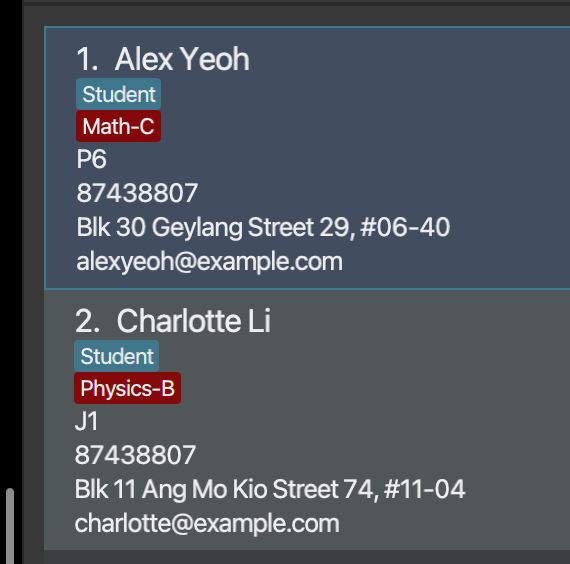 1. Alex Yeoh
Student
Math-C
P6
87438807
Blk 30 Geylang Street 29, #06-40
alexyeoh@example.com
2. Charlotte Li
Student
Physics-B
J1
87438807
Blk 11 Ang Mo Kio Street 74, #11-04
charlotte@example.com